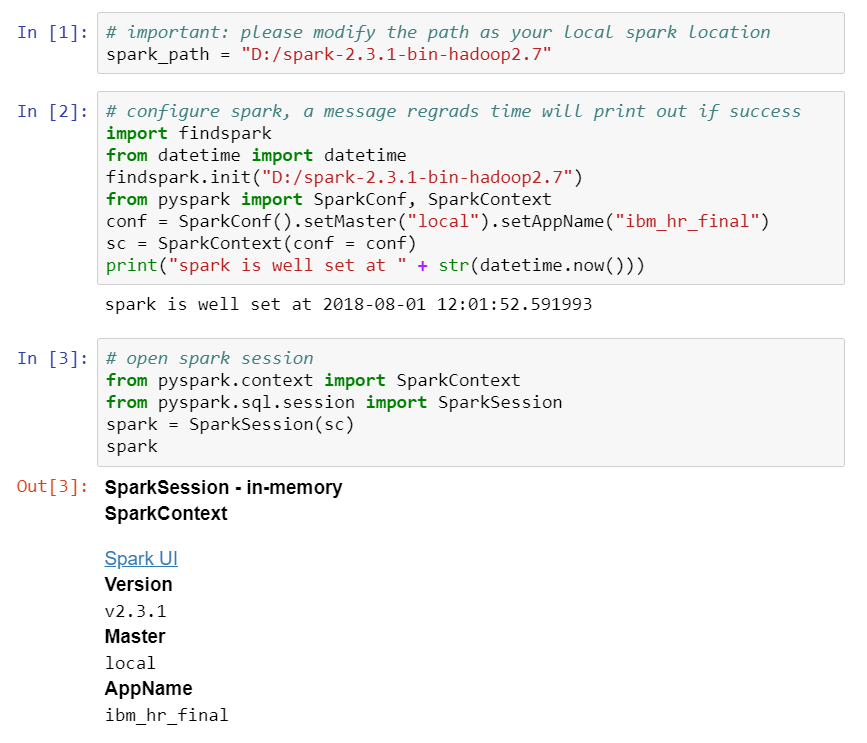 In [1]: # important: please modify the path as your local spark location
spark_path = "D:/spark-2.3.1-bin-hadoop2.7"
In [2]: # configure spark, a message regrads time will print out if success
import findspark
from datetime import datetime
findspark.init("D:/spark-2.3.1-bin-hadoop2.7")
from pyspark import SparkConf, SparkContext
conf = SparkConf().setMaster("local").setAppName("ibm_hr_final")
sc = SparkContext(conf = conf)
print("spark is well set at " + str(datetime.now()))
spark is well set at 2018-08-01 12:01:52.591993
In [3]: # open spark session
from pyspark.context import SparkContext
from pyspark.sql.session import SparkSession
spark = SparkSession(sc)
spark
Out[3]: SparkSession - in-memory
SparkContext
Spark UI
Version
v2.3.1
Master
local
AppName
ibm_hr_final